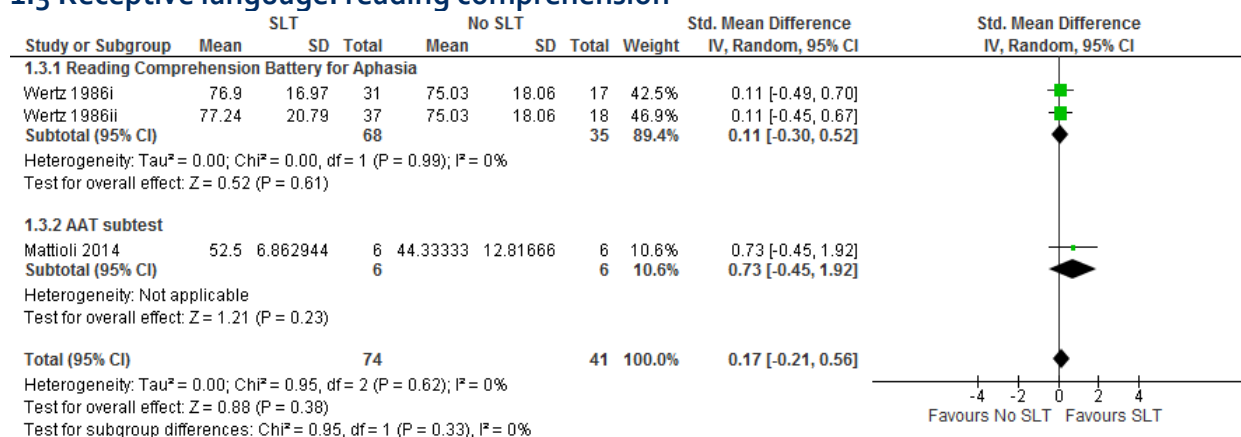 1.3 Receptive language: reading comprehension
SLT No SLT Std. Mean Difference Std. Mean Difference
Study or Subgroup Mean SD Total Mean SD Total Weight IV, Random, 95% CI IV, Random, 95% CI
1.3.1 Reading Comprehension Battery for Aphasia
Wertz 1986i 76.9 16.97 31 75.03 18.06 17 42.5% 0.11 [-0.49, 0.70]
Wertz 1986ii 77.24 20.79 37 75.03 18.06 18 46.9% 0.11 [-0.45, 0.67]
Subtotal (95% CI) 68 35 89.4% 0.11 [-0.30, 0.52]
Heterogeneity: Tau² = 0.00; Chi² = 0.00, df = 1 (P = 0.99); I² = 0%
Test for overall effect: Z = 0.52 (P = 0.61)
1.3.2 AAT subtest
Mattioli 2014 52.5 6.862944 6 44.33333 12.81666 6 10.6% 0.73 [-0.45, 1.92]
Subtotal (95% CI) 6 6 10.6% 0.73 [-0.45, 1.92]
Heterogeneity: Not applicable
Test for overall effect: Z = 1.21 (P = 0.23)
Total (95% CI) 74 41 100.0% 0.17 [-0.21, 0.56]
Heterogeneity: Tau² = 0.00; Chi² = 0.95, df = 2 (P = 0.62); I² = 0%
Test for overall effect: Z = 0.88 (P = 0.38)
Test for subgroup differences: Chi² = 0.95, df = 1 (P = 0.33), I² = 0%
-4 -2 0 2 4
Favours No SLT Favours SLT